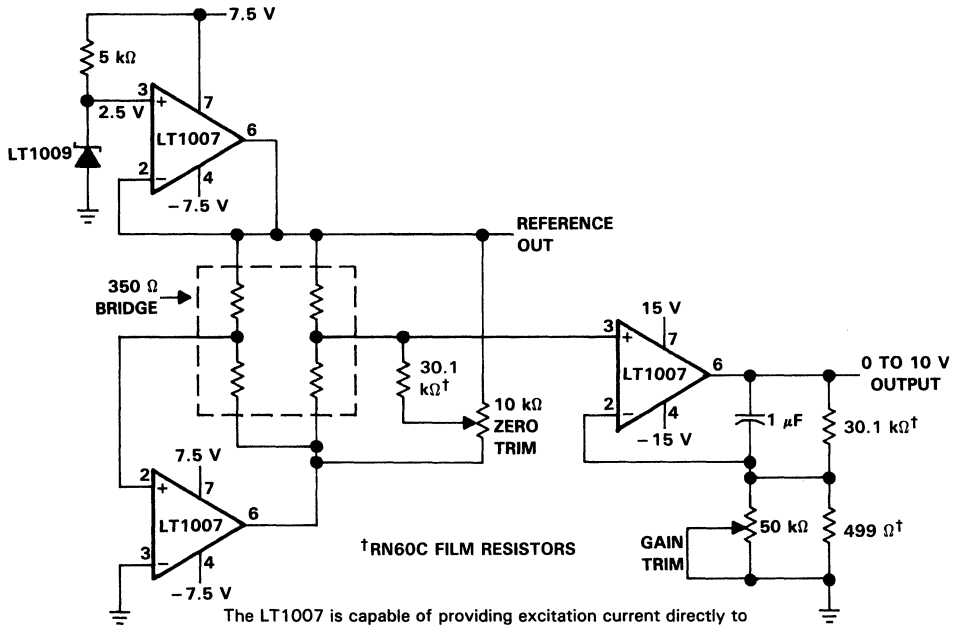 7.5 V
5 kΩ
3
+
7
2.5 V
LT1007
6
LT1009
2
−
4
−7.5 V
REFERENCE
OUT
350 Ω
BRIDGE
15 V
3
+
7
6
0 TO 10 V
OUTPUT
LT1007
30.1
kΩ†
10 kΩ
ZERO
TRIM
2
−
4
−15 V
1 µF
30.1 kΩ†
7.5 V
2
+
7
6
LT1007
3
−
4
−7.5 V
†RN60C FILM RESISTORS
GAIN
TRIM
50 kΩ
499 Ω†
The LT1007 is capable of providing excitation current directly to